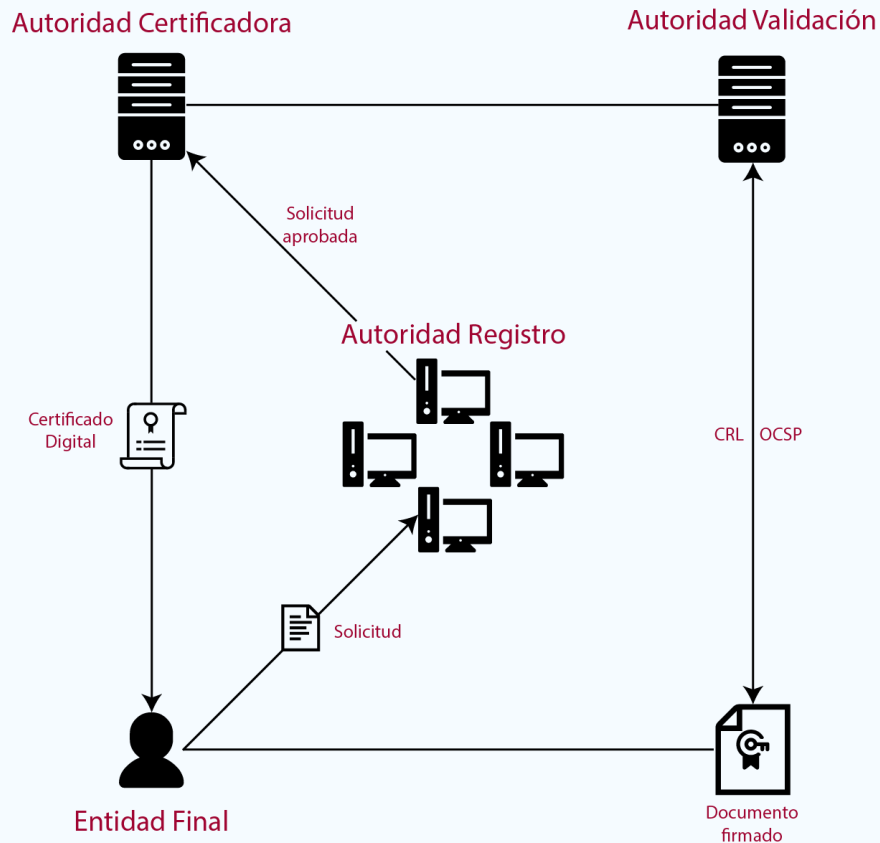 Autoridad Certificadora
Autoridad Validación
Solicitud
aprobada
Autoridad Registro
Certificado
Digital
CRL
OCSP
Solicitud
Entidad Final
Documento
firmado